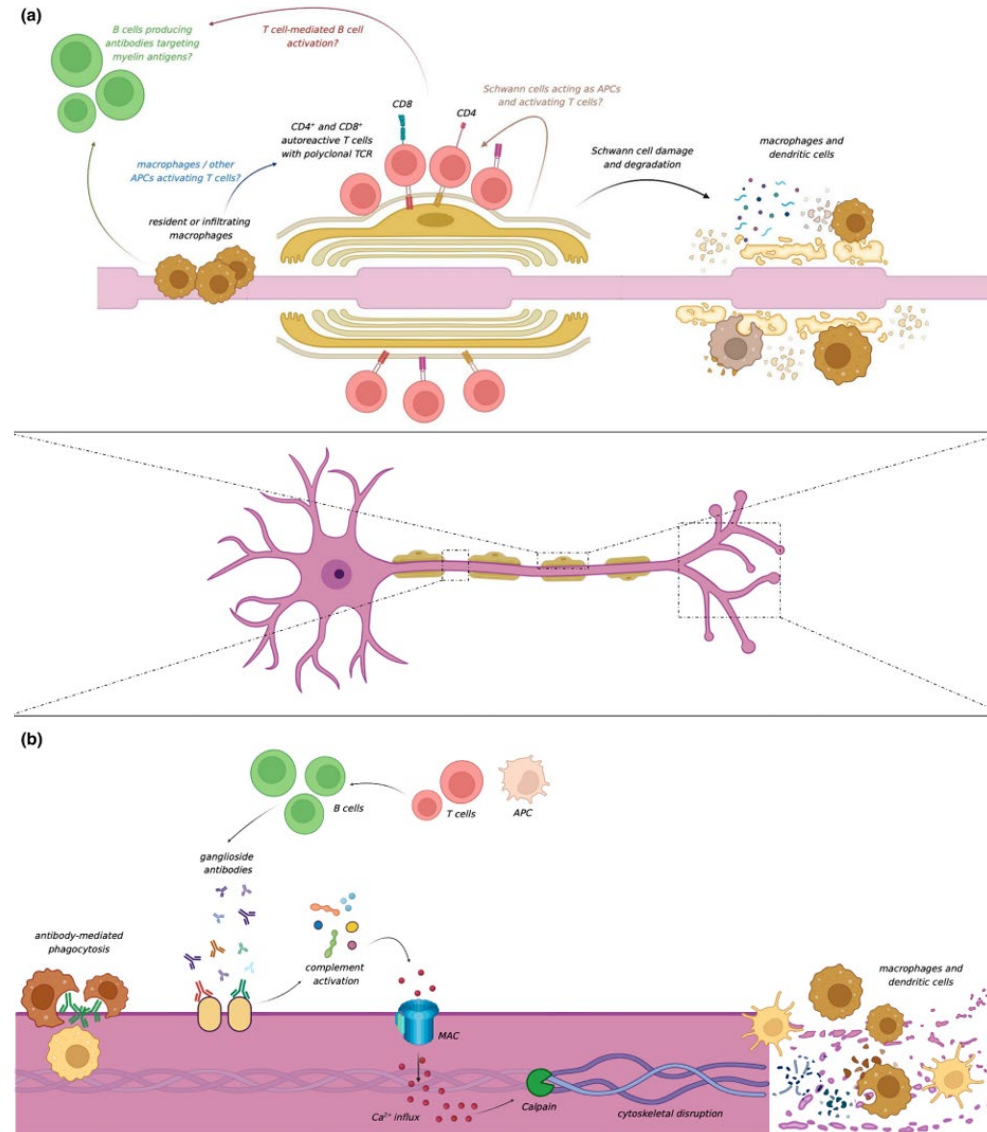 (a)
B cells producing
antibodies targeting
myelin antigens?
T cell-mediated B cell
activation?
CD8
CD4
Schwann cells acting as APCs
and activating T cells?
CD4⁺ and CD8⁺
autoreactive T cells
with polyclonal TCR
macrophages / other
APCs activating T cells?
resident or infiltrating
macrophages
Schwann cell damage
and degradation
macrophages and
dendritic cells
(b)
B cells
T cells
APC
ganglioside
antibodies
antibody-mediated
phagocytosis
complement
activation
MAC
Ca²⁺ influx
Calpain
cytoskeletal disruption
macrophages and
dendritic cells